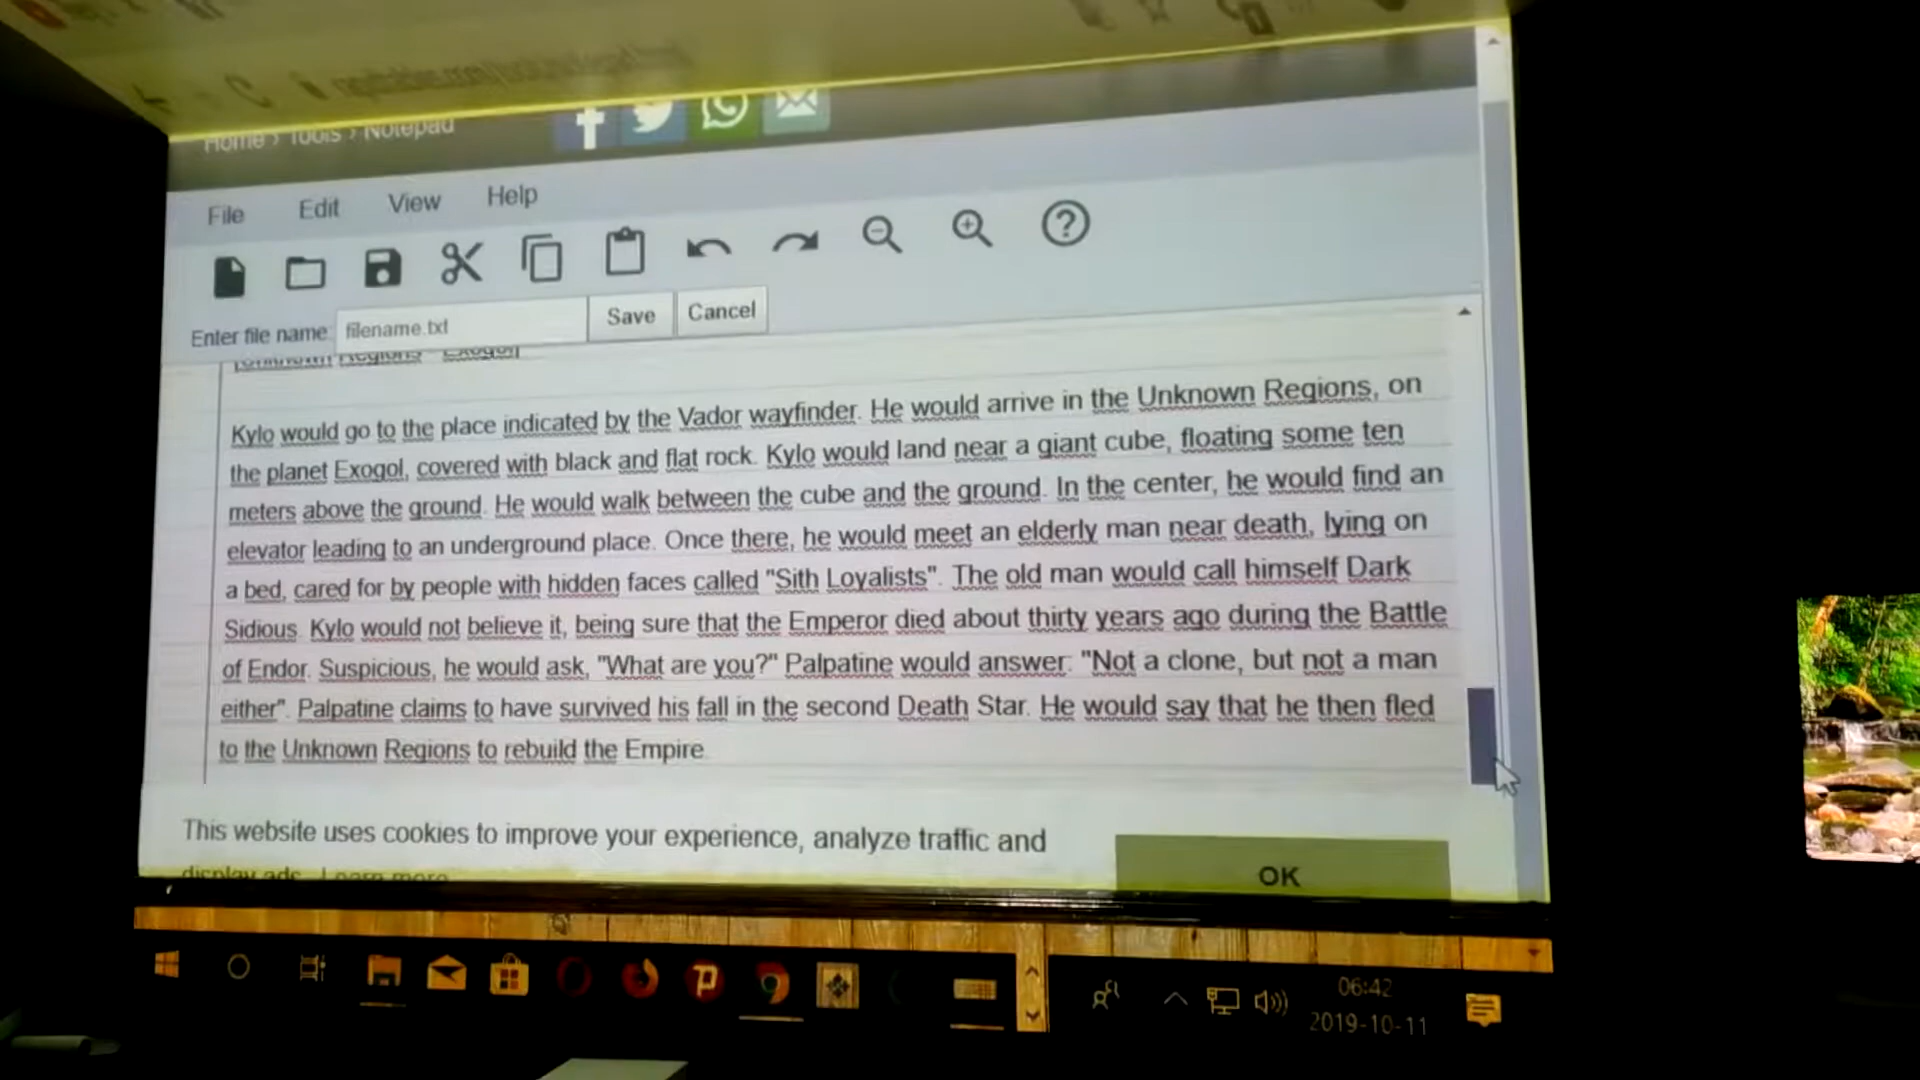 Home › Tools › Notepad
File Edit View Help
Enter file name: filename.txt Save Cancel
[Unknown Regions - Exogol]
Kylo would go to the place indicated by the Vador wayfinder. He would arrive in the Unknown Regions, on
the planet Exogol, covered with black and flat rock. Kylo would land near a giant cube, floating some ten
meters above the ground. He would walk between the cube and the ground. In the center, he would find an
elevator leading to an underground place. Once there, he would meet an elderly man near death, lying on
a bed, cared for by people with hidden faces called "Sith Loyalists". The old man would call himself Dark
Sidious. Kylo would not believe it, being sure that the Emperor died about thirty years ago during the Battle
of Endor. Suspicious, he would ask, "What are you?" Palpatine would answer: "Not a clone, but not a man
either". Palpatine claims to have survived his fall in the second Death Star. He would say that he then fled
to the Unknown Regions to rebuild the Empire.
This website uses cookies to improve your experience, analyze traffic and
display ads. Learn more
OK
06:42
2019-10-11